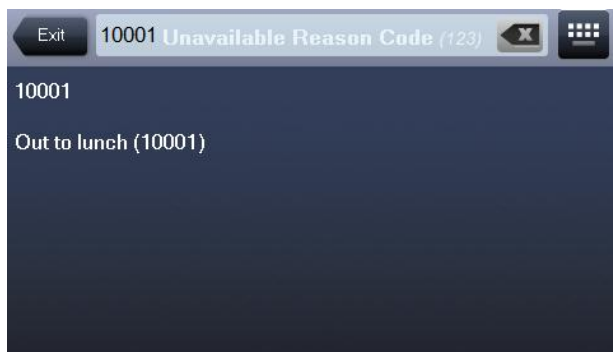 Exit 10001 Unavailable Reason Code (123)
10001
Out to lunch (10001)